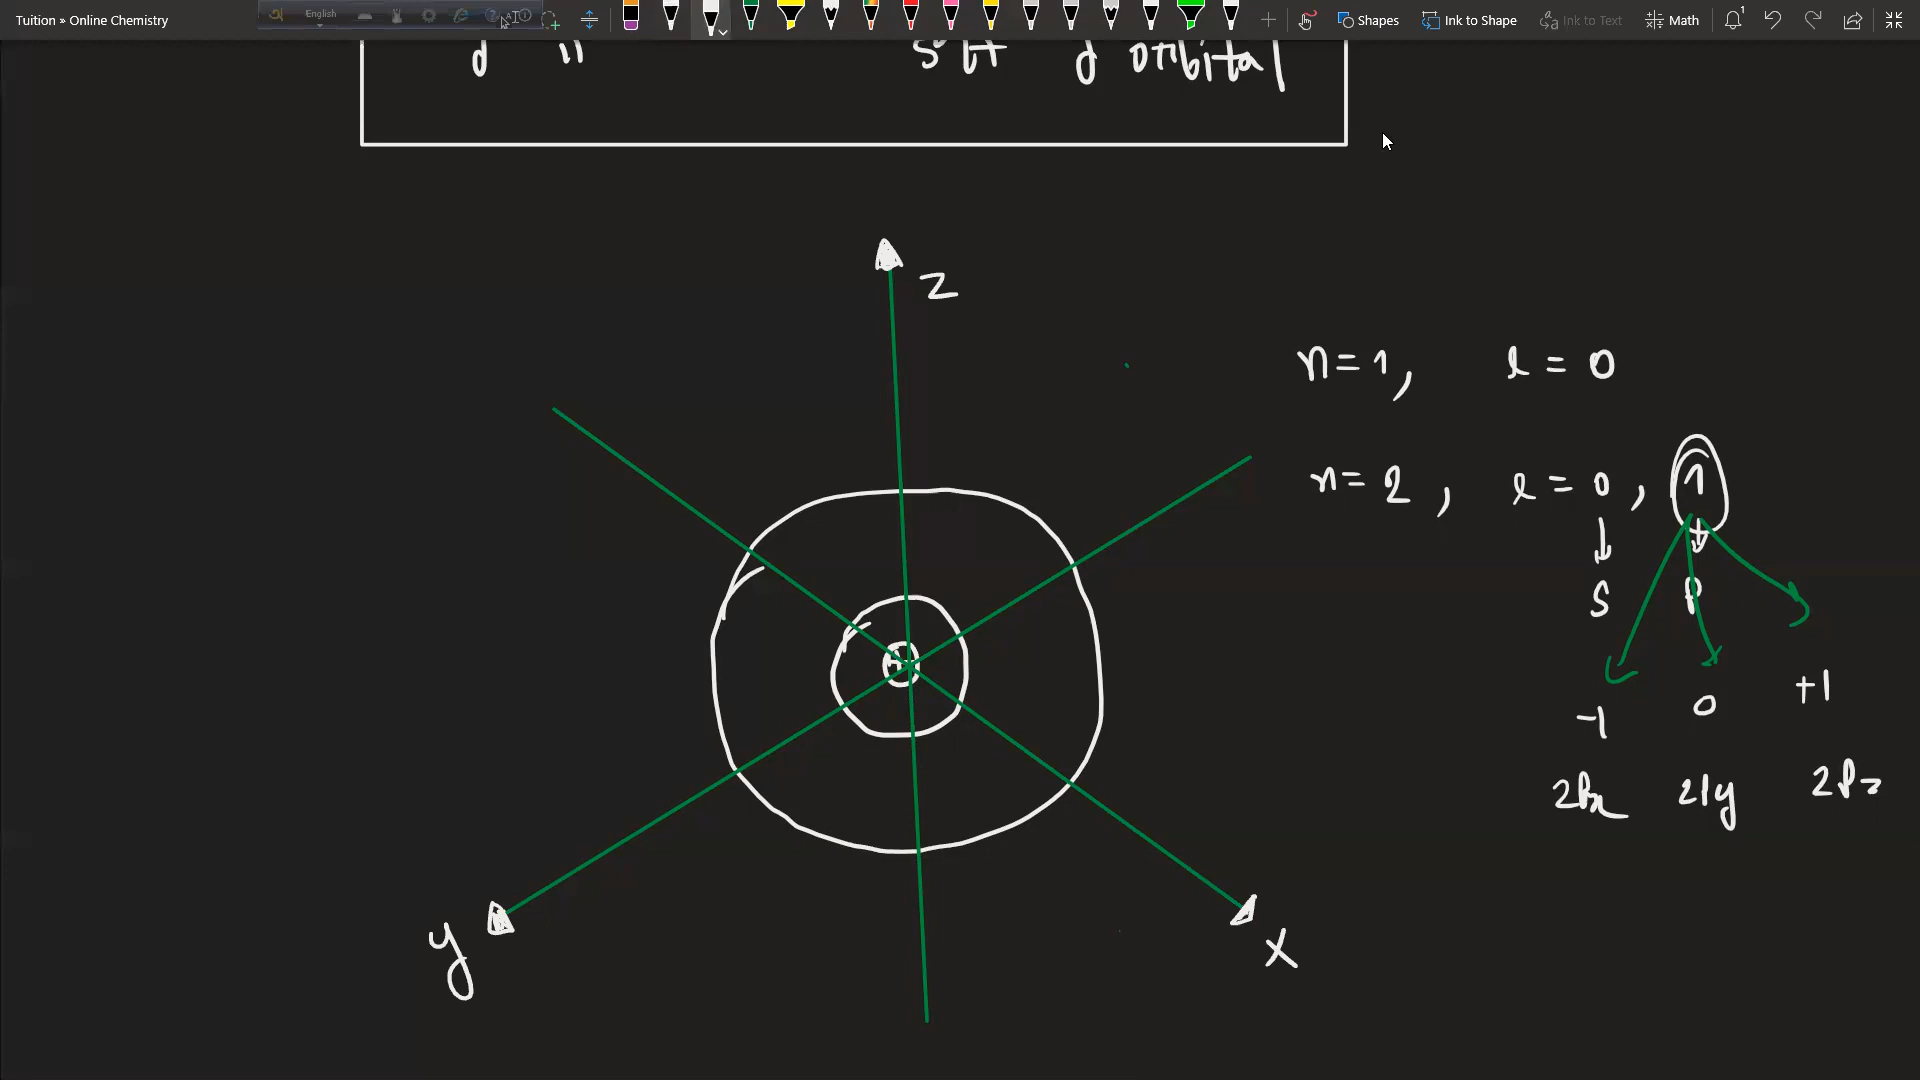 Tuition » Online Chemistry
English
Shapes Ink to Shape Ink to Text Math
orbital
z
n=1, l = 0
n= 2, l = 0, 1
s p
-1 0 +1
2Px 2Py 2Pz
+
y x